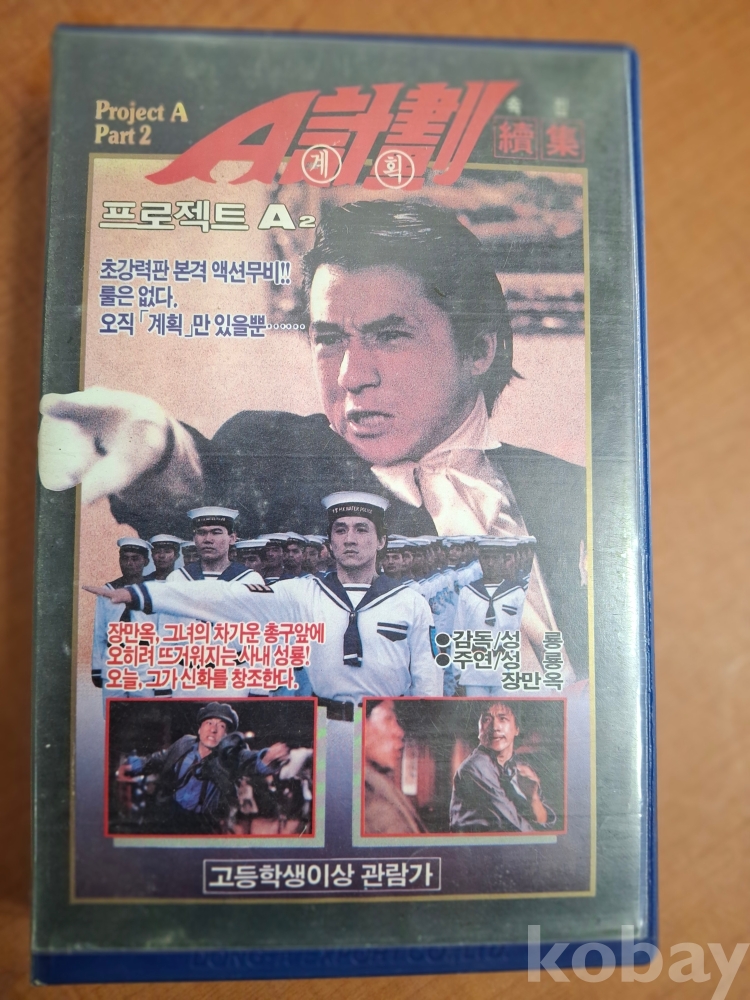 Project A
Part 2
A計劃
계 획
속 집
續集
프로젝트 A2
초강력판 본격 액션무비!!
룰은 없다.
오직「계획」만 있을뿐……
장만옥, 그녀의 차가운 총구앞에
오히려 뜨거워지는 사내 성룡!
오늘, 그가 신화를 창조한다.
●감독/성 룡
●주연/성 룡
장만옥
고등학생이상 관람가
kobay